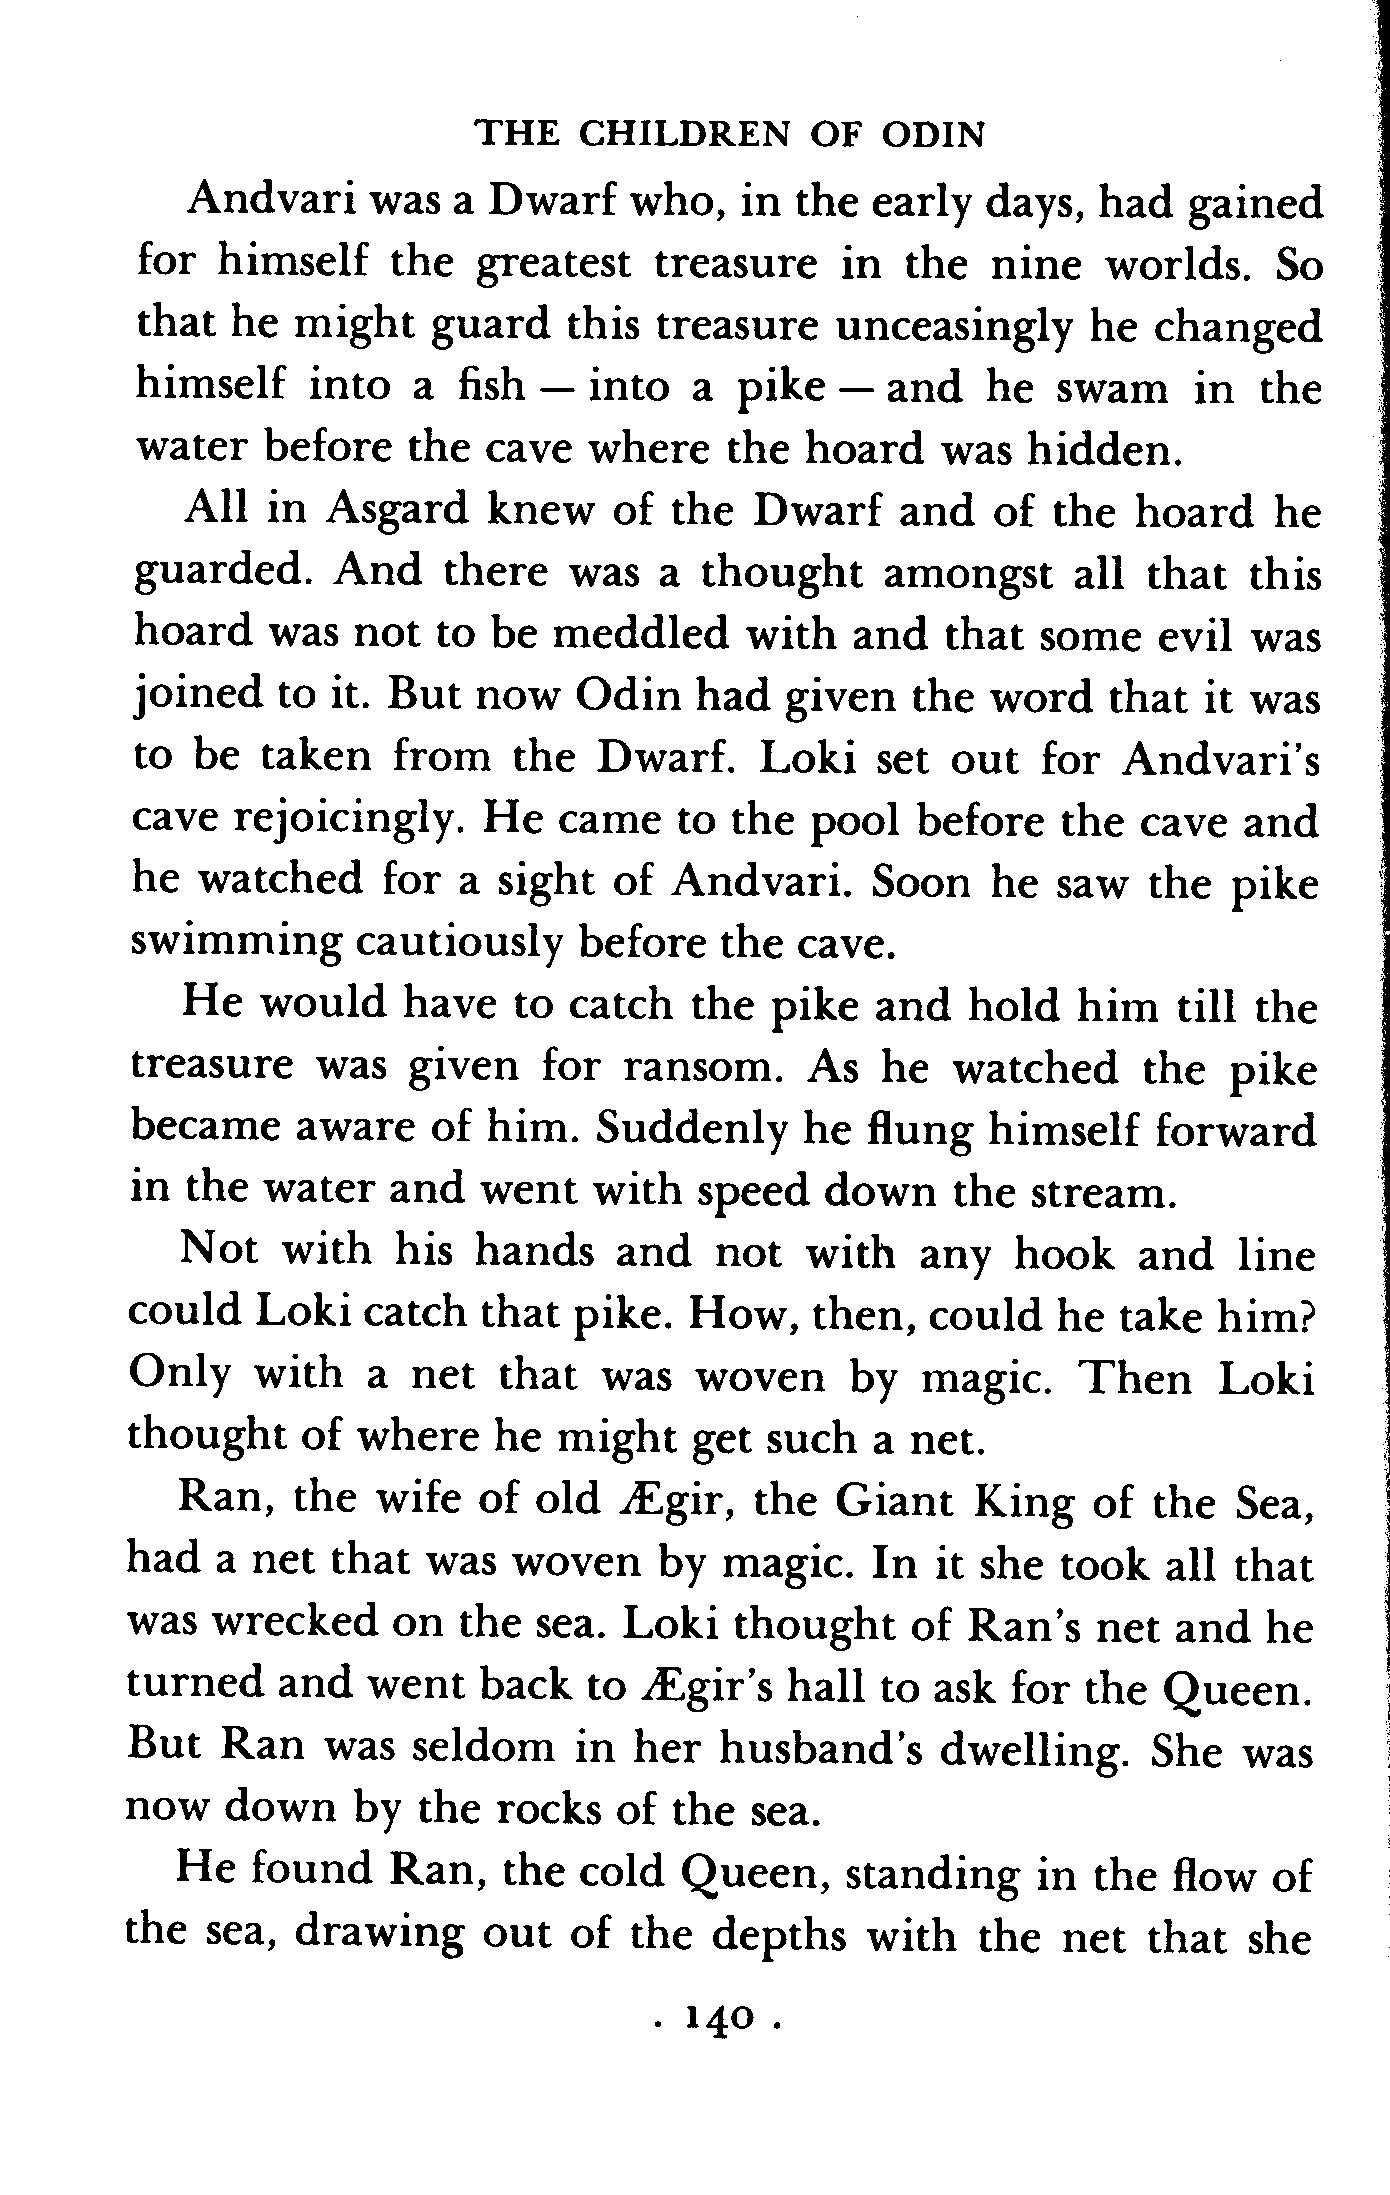 THE CHILDREN OF ODIN
Andvari was a Dwarf who, in the early days, had gained
for himself the greatest treasure in the nine worlds. So
that he might guard this treasure unceasingly he changed
himself into a fish — into a pike — and he swam in the
water before the cave where the hoard was hidden.
All in Asgard knew of the Dwarf and of the hoard he
guarded. And there was a thought amongst all that this
hoard was not to be meddled with and that some evil was
joined to it. But now Odin had given the word that it was
to be taken from the Dwarf. Loki set out for Andvari's
cave rejoicingly. He came to the pool before the cave and
he watched for a sight of Andvari. Soon he saw the pike
swimming cautiously before the cave.
He would have to catch the pike and hold him till the
treasure was given for ransom. As he watched the pike
became aware of him. Suddenly he flung himself forward
in the water and went with speed down the stream.
Not with his hands and not with any hook and line
could Loki catch that pike. How, then, could he take him?
Only with a net that was woven by magic. Then Loki
thought of where he might get such a net.
Ran, the wife of old Ægir, the Giant King of the Sea,
had a net that was woven by magic. In it she took all that
was wrecked on the sea. Loki thought of Ran's net and he
turned and went back to Ægir's hall to ask for the Queen.
But Ran was seldom in her husband's dwelling. She was
now down by the rocks of the sea.
He found Ran, the cold Queen, standing in the flow of
the sea, drawing out of the depths with the net that she
. 140 .